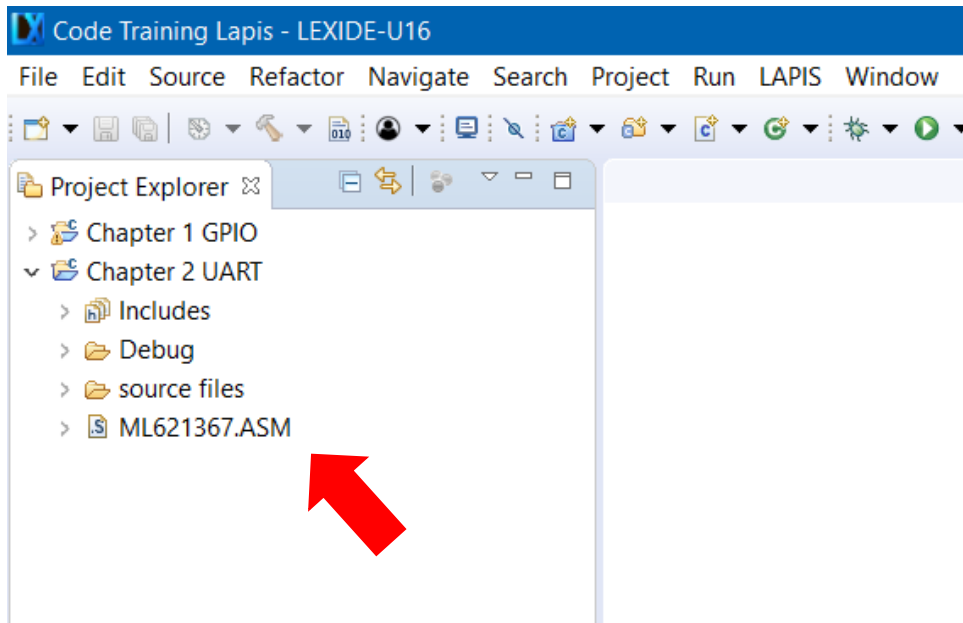 Code Training Lapis - LEXIDE-U16
File Edit Source Refactor Navigate Search Project Run LAPIS Window
010
Project Explorer
Chapter 1 GPIO
Chapter 2 UART
Includes
Debug
source files
ML621367.ASM